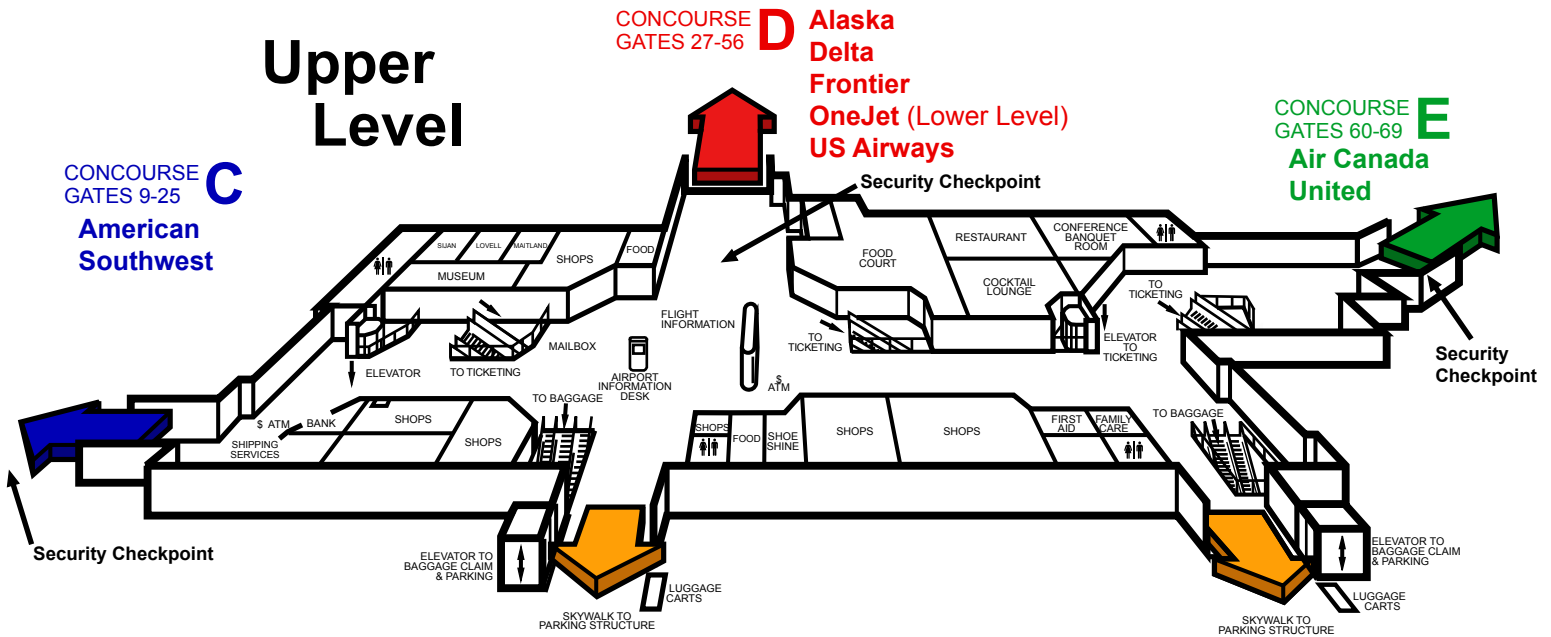 Upper
Level
CONCOURSE
GATES 9-25
C
American
Southwest
CONCOURSE
GATES 27-56
D
Alaska
Delta
Frontier
OneJet (Lower Level)
US Airways
CONCOURSE
GATES 60-69
E
Air Canada
United
Security Checkpoint
SIJAN
LOVELL
MAITLAND
SHOPS
FOOD
MUSEUM
FOOD
COURT
RESTAURANT
CONFERENCE
BANQUET
ROOM
COCKTAIL
LOUNGE
TO
TICKETING
FLIGHT
INFORMATION
MAILBOX
TO
TICKETING
ELEVATOR
TO
TICKETING
ELEVATOR
TO TICKETING
AIRPORT
INFORMATION
DESK
$
ATM
Security
Checkpoint
TO BAGGAGE
TO BAGGAGE
$ ATM
BANK
SHOPS
SHIPPING
SERVICES
SHOPS
SHOPS
FOOD
SHOE
SHINE
SHOPS
SHOPS
FIRST
AID
FAMILY
CARE
Security Checkpoint
ELEVATOR TO
BAGGAGE CLAIM
& PARKING
LUGGAGE
CARTS
SKYWALK TO
PARKING STRUCTURE
ELEVATOR TO
BAGGAGE CLAIM
& PARKING
LUGGAGE
CARTS
SKYWALK TO
PARKING STRUCTURE